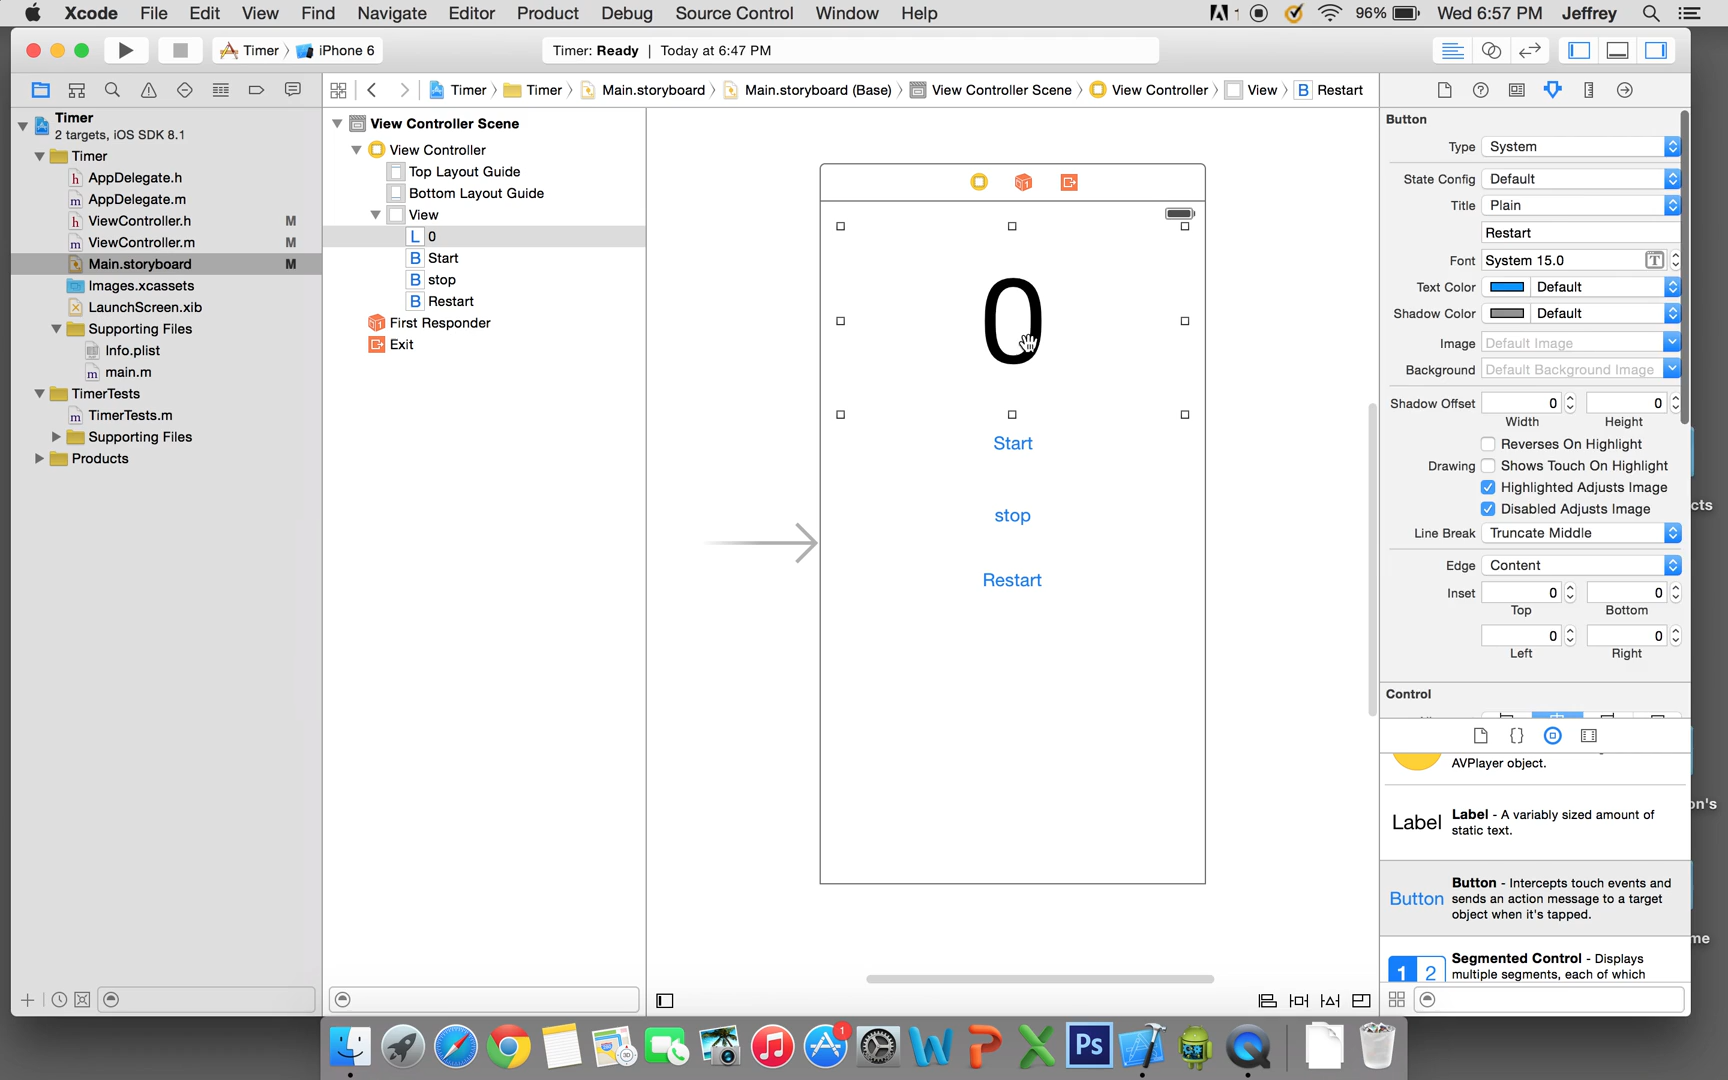 Xcode File Edit View Find Navigate Editor Product Debug Source Control Window Help
1 96% Wed 6:57 PM Jeffrey
Timer iPhone 6
Timer: Ready | Today at 6:47 PM
Timer Timer Main.storyboard Main.storyboard (Base) View Controller Scene View Controller View B Restart
Timer
2 targets, iOS SDK 8.1
Timer
h AppDelegate.h
m AppDelegate.m
h ViewController.h M
m ViewController.m M
Main.storyboard M
Images.xcassets
LaunchScreen.xib
Supporting Files
Info.plist
m main.m
TimerTests
m TimerTests.m
Supporting Files
Products
View Controller Scene
View Controller
Top Layout Guide
Bottom Layout Guide
View
L 0
B Start
B stop
B Restart
First Responder
Exit
0
Start
stop
Restart
Button
Type System
State Config Default
Title Plain
Restart
Font System 15.0 T
Text Color Default
Shadow Color Default
Image Default Image
Background Default Background Image
Shadow Offset 0 0
Width Height
Reverses On Highlight
Drawing Shows Touch On Highlight
Highlighted Adjusts Image
Disabled Adjusts Image
Line Break Truncate Middle
Edge Content
Inset 0 0
Top Bottom
0 0
Left Right
Control
AVPlayer object.
Label Label - A variably sized amount of
static text.
Button Button - Intercepts touch events and
sends an action message to a target
object when it's tapped.
1 2 Segmented Control - Displays
multiple segments, each of which
cts
on's
me
1
Ps